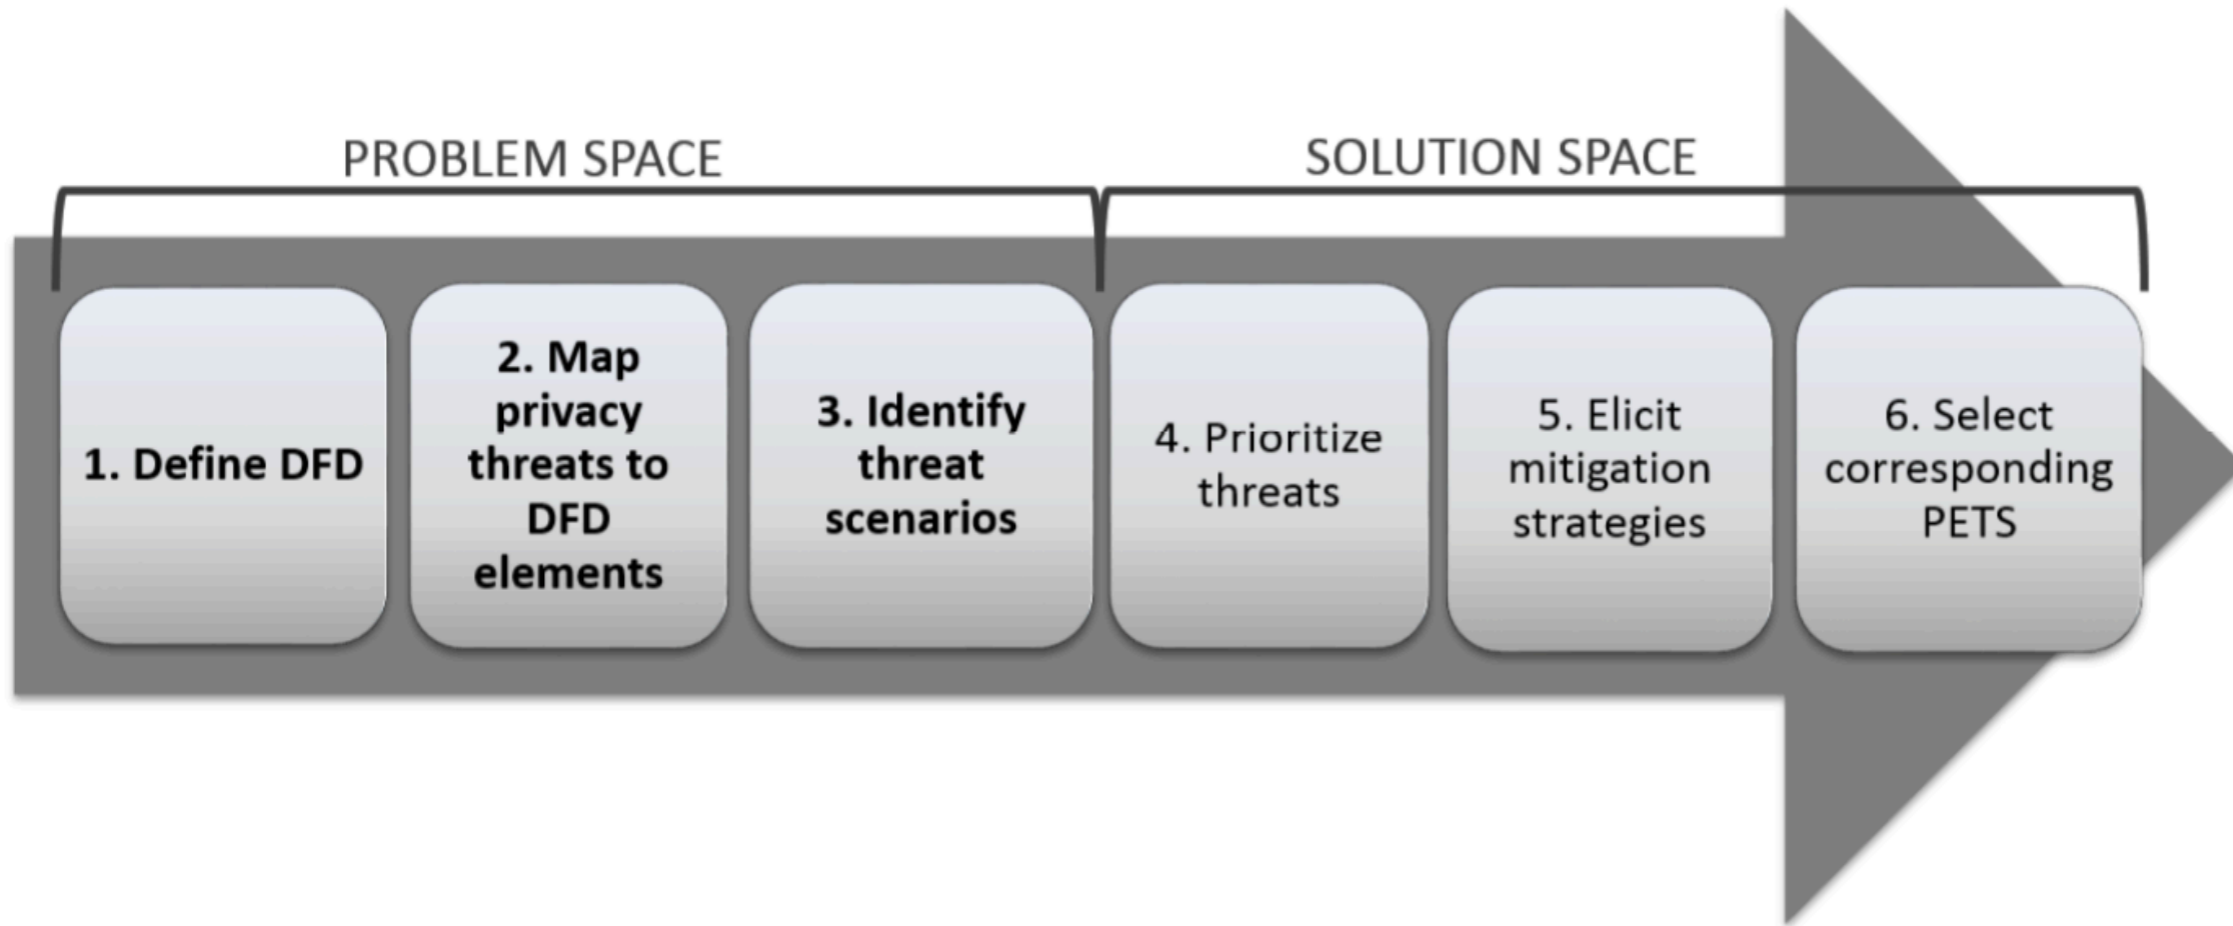 PROBLEM SPACE
SOLUTION SPACE
1. Define DFD
2. Map
privacy
threats to
DFD
elements
3. Identify
threat
scenarios
4. Prioritize
threats
5. Elicit
mitigation
strategies
6. Select
corresponding
PETS